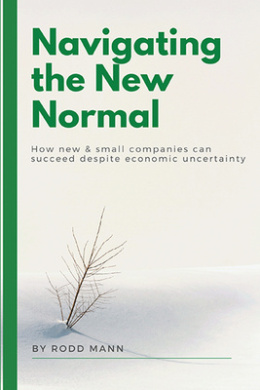 Navigating
the New
Normal
How new & small companies can
succeed despite economic uncertainty
BY RODD MANN